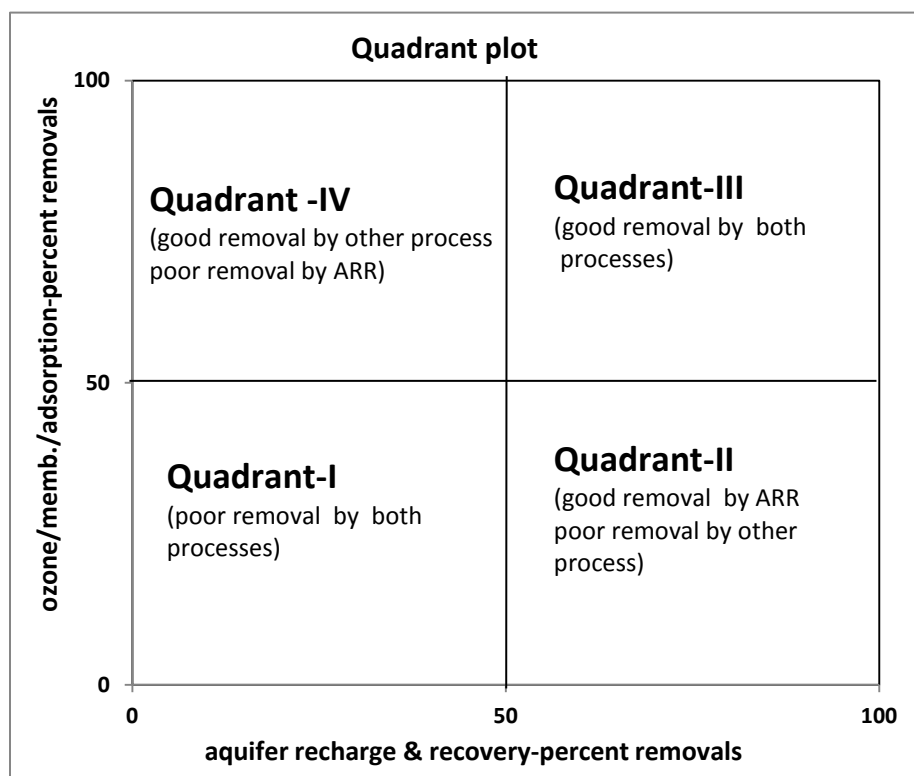 Quadrant plot
ozone/memb./adsorption-percent removals
100
50
0
Quadrant -IV
(good removal by other process
poor removal by ARR)
Quadrant-III
(good removal by both
processes)
Quadrant-I
(poor removal by both
processes)
Quadrant-II
(good removal by ARR
poor removal by other
process)
0
50
100
aquifer recharge & recovery-percent removals